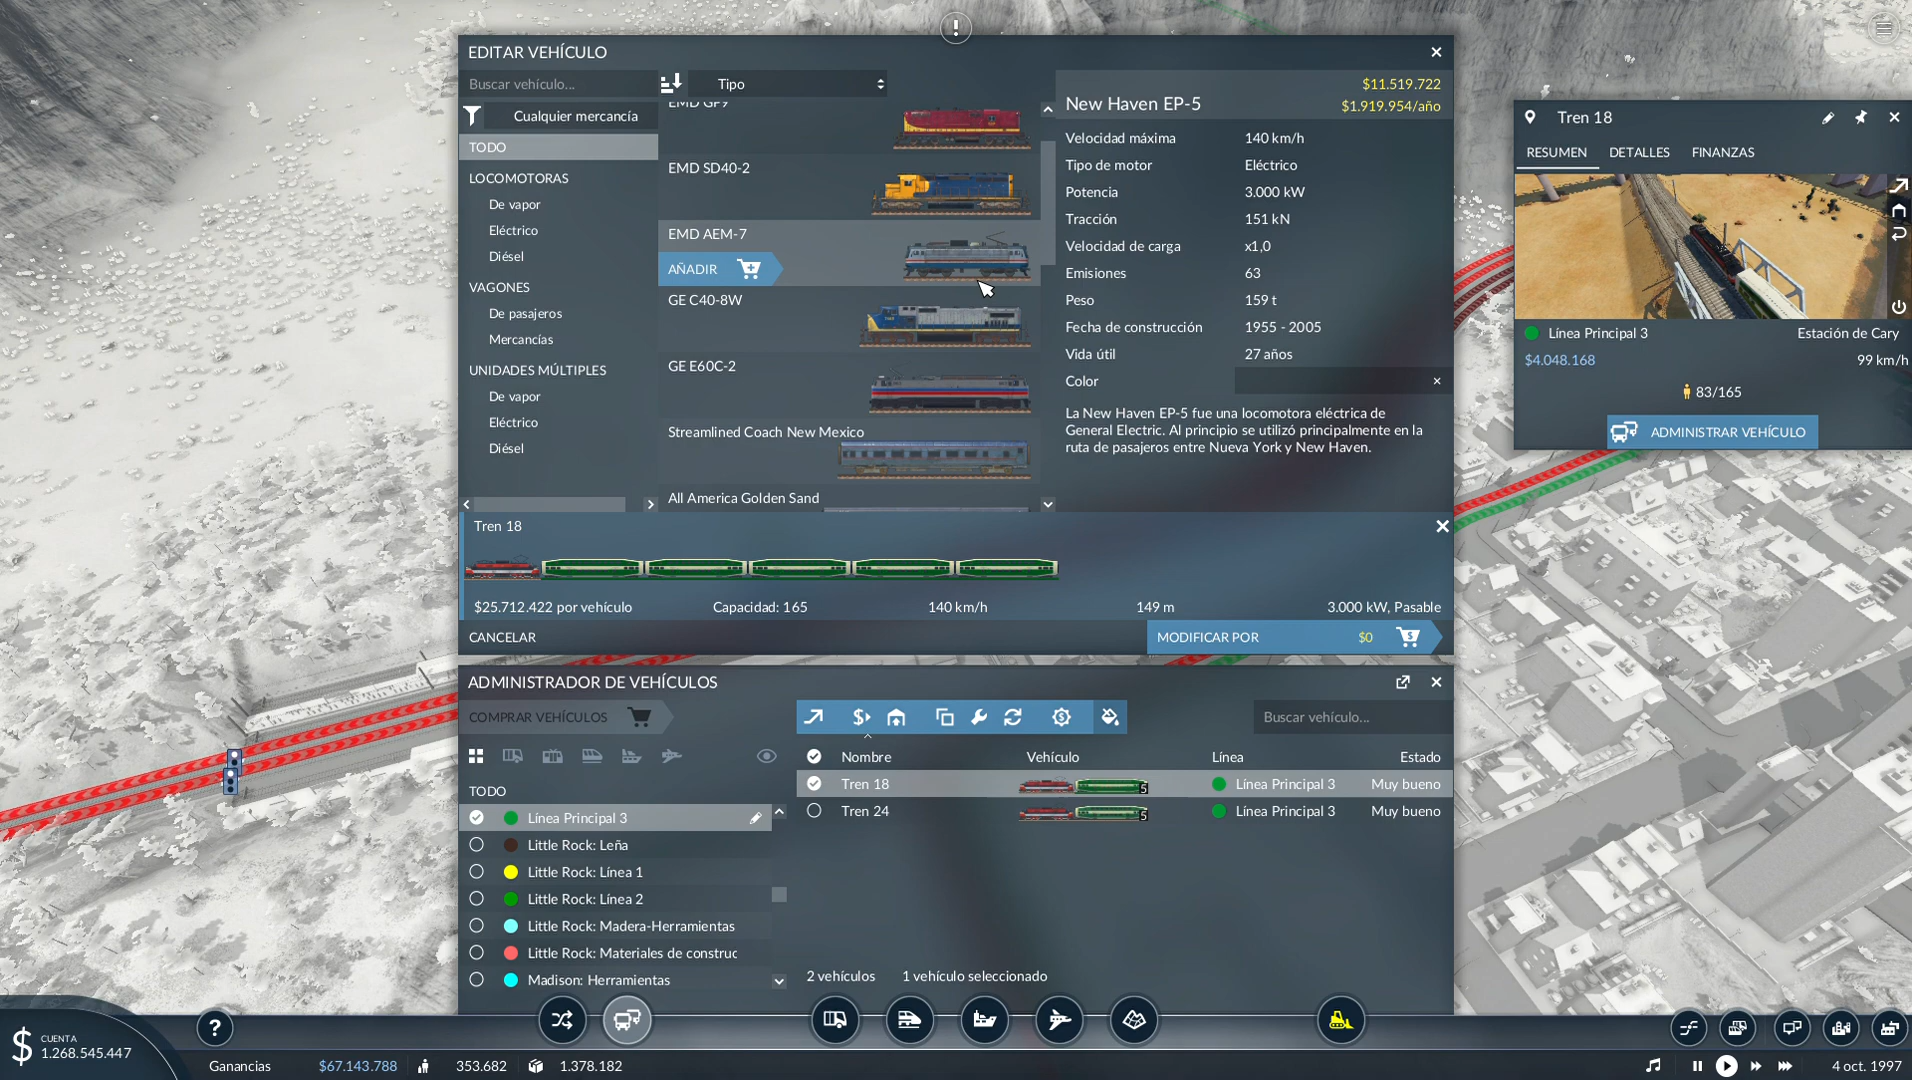 EDITAR VEHÍCULO
Buscar vehículo...
Tipo
Cualquier mercancía
TODO
LOCOMOTORAS
De vapor
Eléctrico
Diésel
VAGONES
De pasajeros
Mercancías
UNIDADES MÚLTIPLES
De vapor
Eléctrico
Diésel
EMD GP9
EMD SD40-2
EMD AEM-7
AÑADIR
GE C40-8W
GE E60C-2
Streamlined Coach New Mexico
All America Golden Sand
$11.519.722
New Haven EP-5
$1.919.954/año
Velocidad máxima 140 km/h
Tipo de motor Eléctrico
Potencia 3.000 kW
Tracción 151 kN
Velocidad de carga x1,0
Emisiones 63
Peso 159 t
Fecha de construcción 1955 - 2005
Vida útil 27 años
Color
La New Haven EP-5 fue una locomotora eléctrica de
General Electric. Al principio se utilizó principalmente en la
ruta de pasajeros entre Nueva York y New Haven.
Tren 18
$25.712.422 por vehículo Capacidad: 165 140 km/h 149 m 3.000 kW, Pasable
CANCELAR
MODIFICAR POR $0
Tren 18
RESUMEN DETALLES FINANZAS
Línea Principal 3 Estación de Cary
$4.048.168 99 km/h
83/165
ADMINISTRAR VEHÍCULO
ADMINISTRADOR DE VEHÍCULOS
COMPRAR VEHÍCULOS
Buscar vehículo...
TODO
Línea Principal 3
Little Rock: Leña
Little Rock: Línea 1
Little Rock: Línea 2
Little Rock: Madera-Herramientas
Little Rock: Materiales de construc
Madison: Herramientas
Nombre Vehículo Línea Estado
Tren 18 5 Línea Principal 3 Muy bueno
Tren 24 5 Línea Principal 3 Muy bueno
2 vehículos 1 vehículo seleccionado
$ CUENTA
1.268.545.447
?
Ganancias $67.143.788 353.682 1.378.182
4 oct. 1997